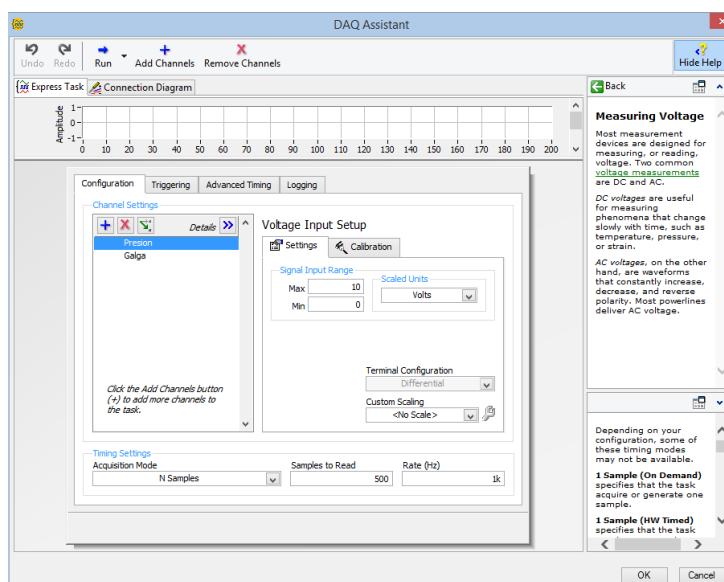 DAQ Assistant
Undo Redo Run Add Channels Remove Channels Hide Help
Express Task Connection Diagram
Amplitude
1
0
-1
0 10 20 30 40 50 60 70 80 90 100 110 120 130 140 150 160 170 180 190 200
Configuration Triggering Advanced Timing Logging
Channel Settings
Details
Presion
Galga
Click the Add Channels button
(+) to add more channels to
the task.
Voltage Input Setup
Settings Calibration
Signal Input Range
Max 10
Min 0
Scaled Units
Volts
Terminal Configuration
Differential
Custom Scaling
<No Scale>
Timing Settings
Acquisition Mode Samples to Read Rate (Hz)
N Samples 500 1k
Back
Measuring Voltage
Most measurement
devices are designed for
measuring, or reading,
voltage. Two common
voltage measurements
are DC and AC.
DC voltages are useful
for measuring
phenomena that change
slowly with time, such as
temperature, pressure,
or strain.
AC voltages, on the other
hand, are waveforms
that constantly increase,
decrease, and reverse
polarity. Most powerlines
deliver AC voltage.
Depending on your
configuration, some of
these timing modes
may not be available.
1 Sample (On Demand)
specifies that the task
acquire or generate one
sample.
1 Sample (HW Timed)
specifies that the task
OK Cancel